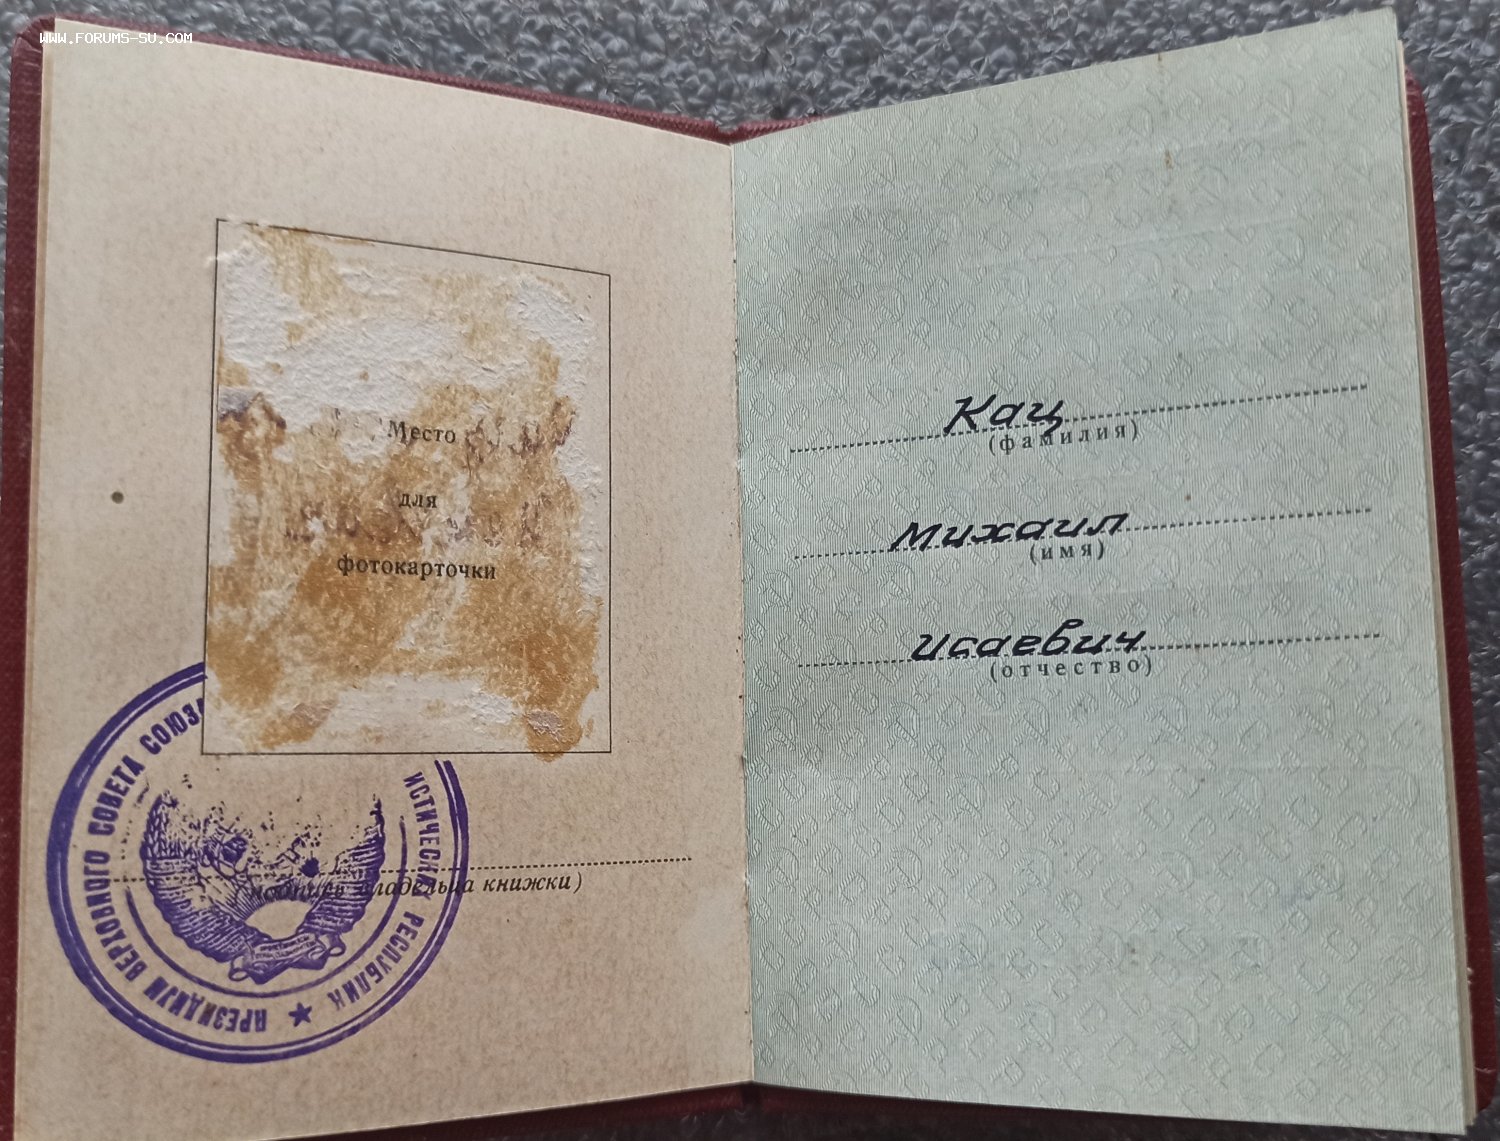 WWW.FORUMS-SU.COM
Место
для
фотокарточки
ПРЕЗИДИУМ ВЕРХОВНОГО СОВЕТА СОЮЗА
ИСТИЧЕСКИХ РЕСПУБЛИК
(подпись владельца книжки)
Кац
(фамилия)
Михаил
(имя)
Исаевич
(отчество)